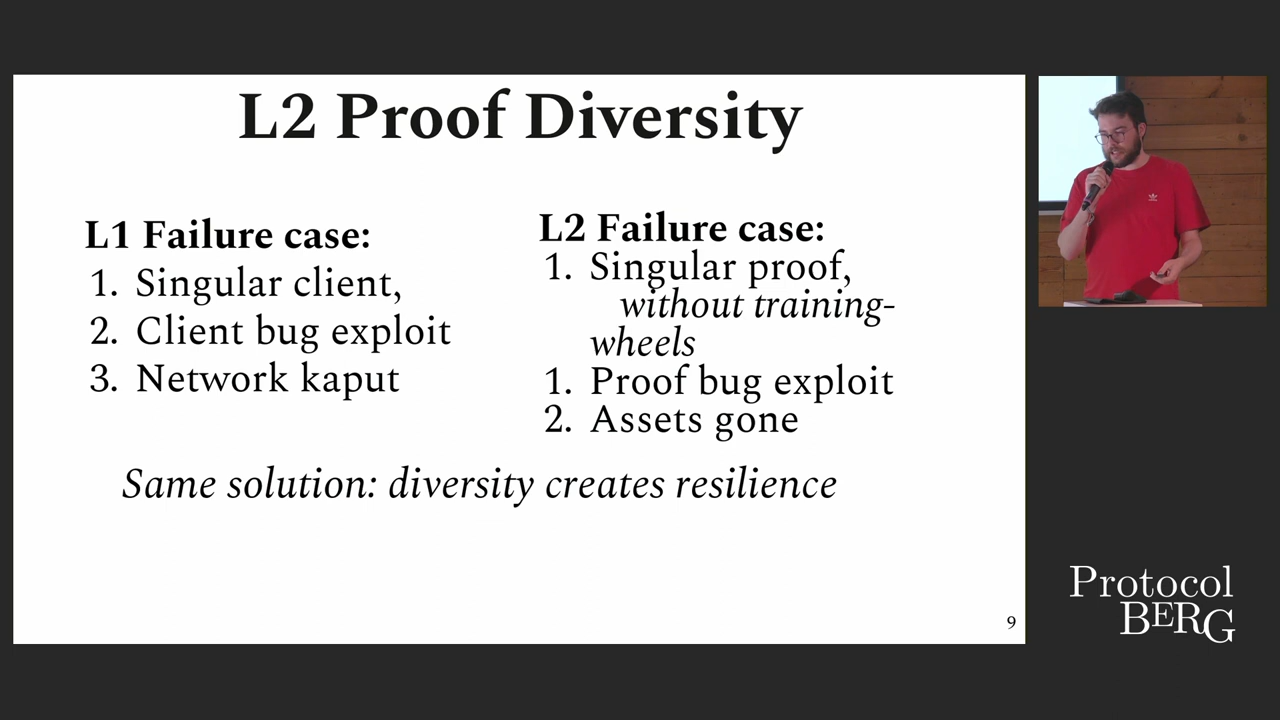 L2 Proof Diversity
L1 Failure case:
1. Singular client,
2. Client bug exploit
3. Network kaput
L2 Failure case:
1. Singular proof,
without training-
wheels
1. Proof bug exploit
2. Assets gone
Same solution: diversity creates resilience
9
Protocol
BERG